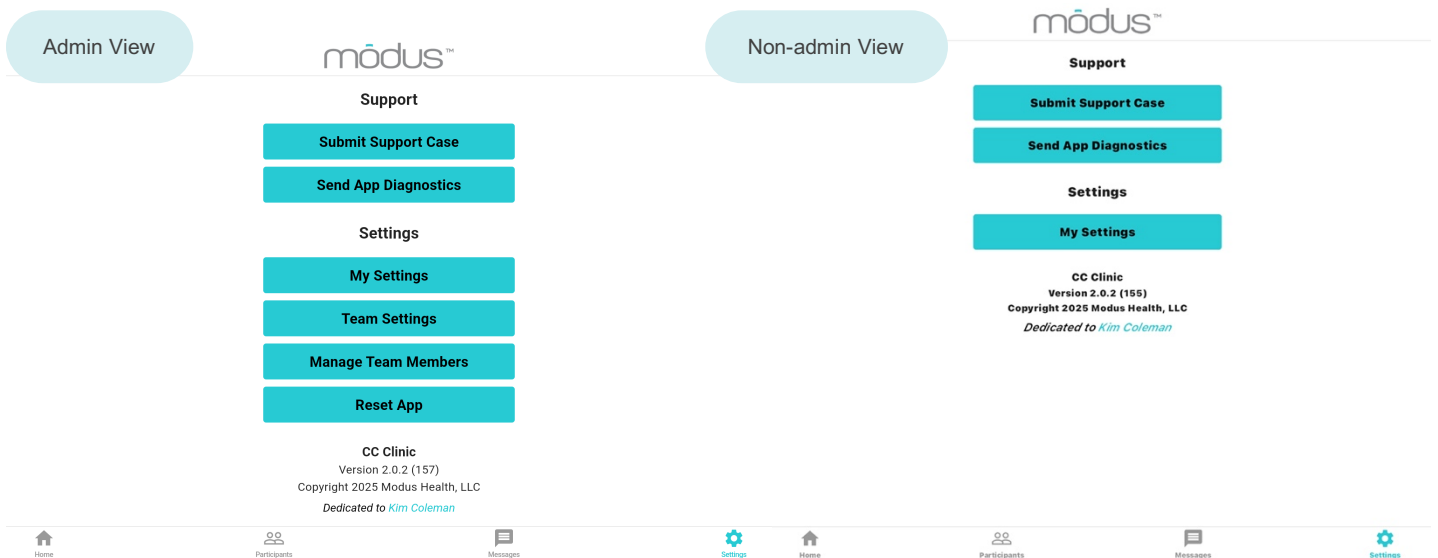 Admin View
mōdus™
Support
Submit Support Case
Send App Diagnostics
Settings
My Settings
Team Settings
Manage Team Members
Reset App
CC Clinic
Version 2.0.2 (157)
Copyright 2025 Modus Health, LLC
Dedicated to Kim Coleman
Home
Participants
Messages
Settings
Non-admin View
mōdus™
Support
Submit Support Case
Send App Diagnostics
Settings
My Settings
CC Clinic
Version 2.0.2 (155)
Copyright 2025 Modus Health, LLC
Dedicated to Kim Coleman
Home
Participants
Messages
Settings